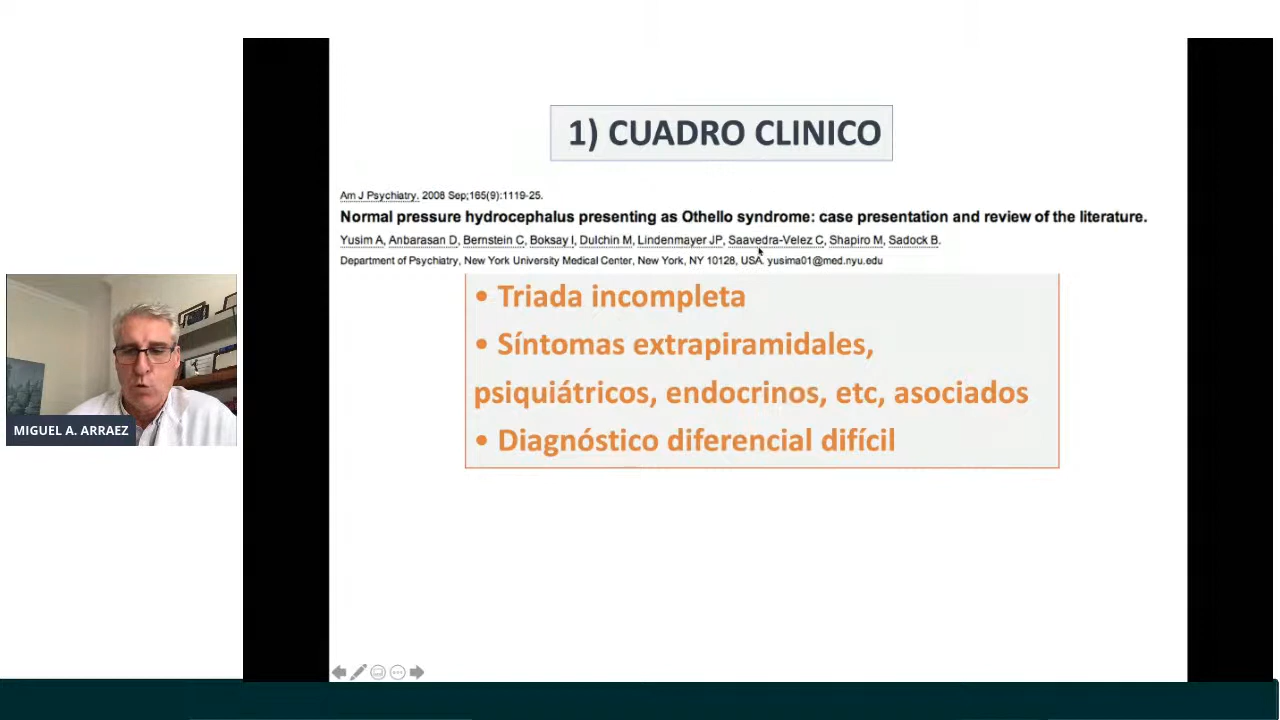 1) CUADRO CLINICO
Am J Psychiatry. 2008 Sep;165(9):1119-25.
Normal pressure hydrocephalus presenting as Othello syndrome: case presentation and review of the literature.
Yusim A, Anbarasan D, Bernstein C, Boksay I, Dulchin M, Lindenmayer JP, Saavedra-Velez C, Shapiro M, Sadock B.
Department of Psychiatry, New York University Medical Center, New York, NY 10128, USA. yusima01@med.nyu.edu
• Triada incompleta
• Síntomas extrapiramidales,
psiquiátricos, endocrinos, etc, asociados
• Diagnóstico diferencial difícil
MIGUEL A. ARRAEZ